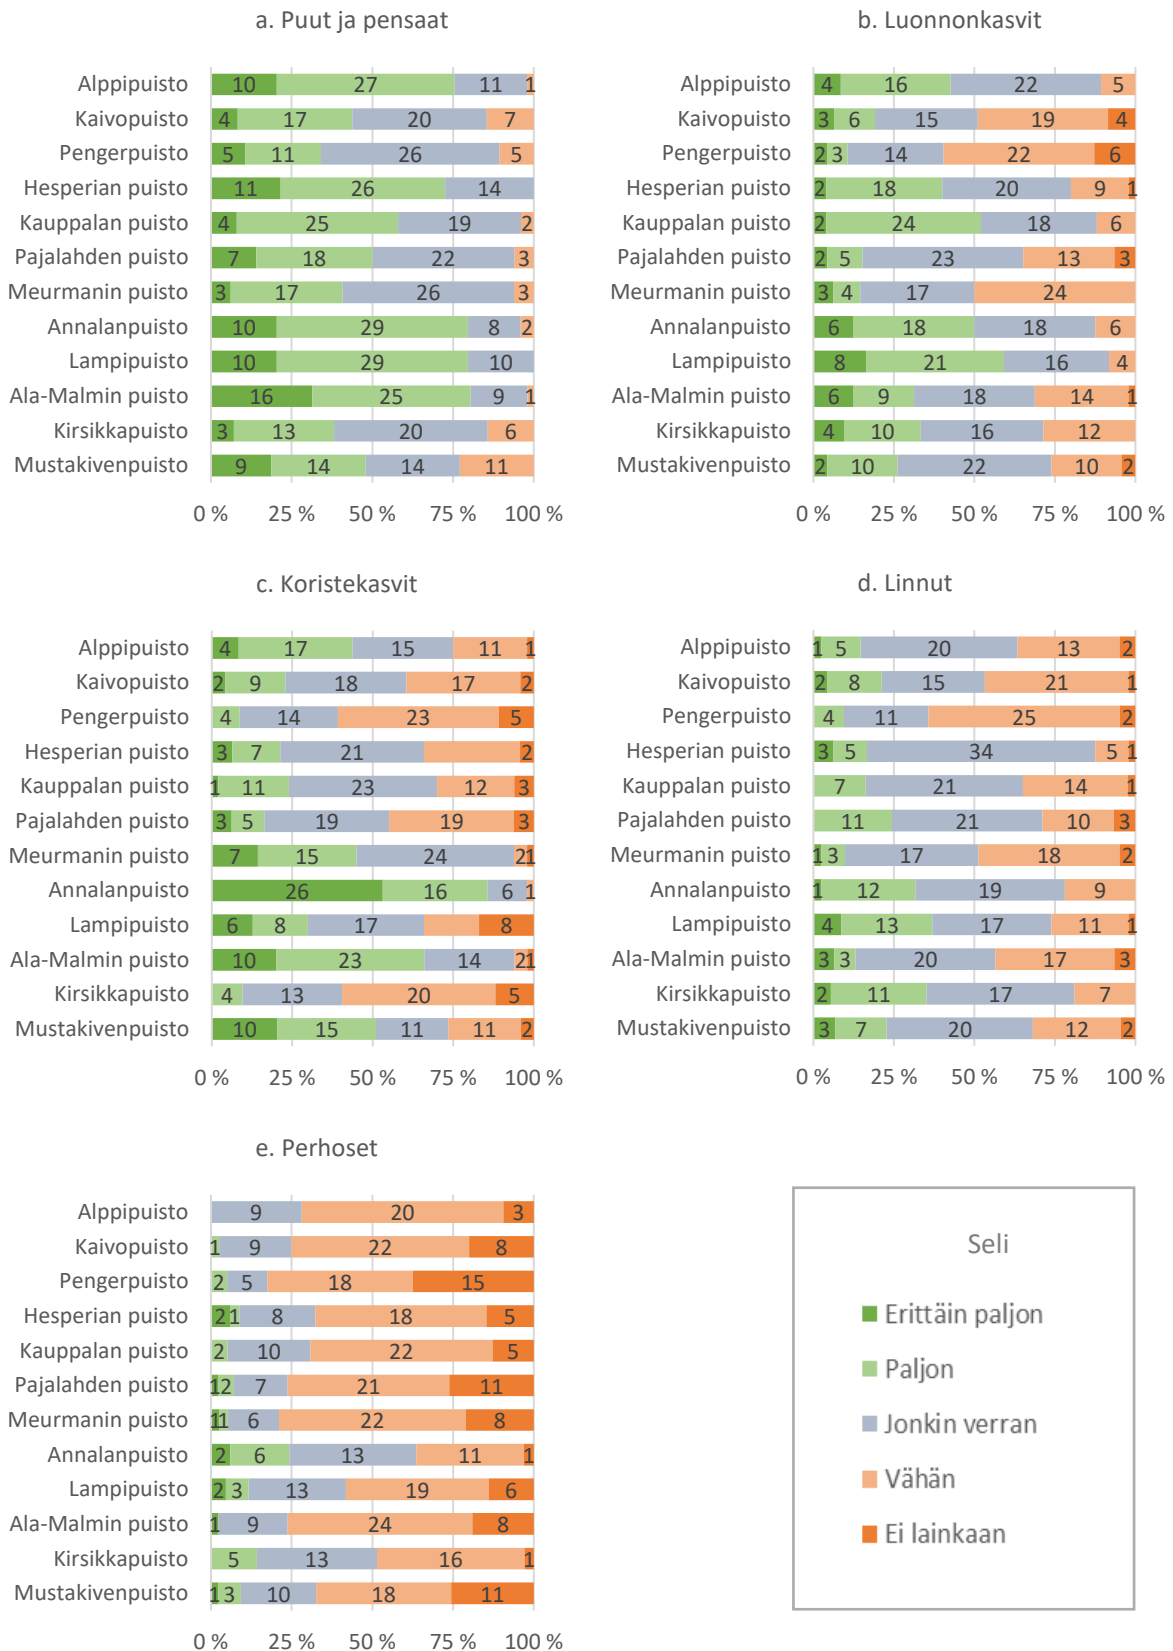 a. Puut ja pensaat
Alppipuisto 10 27 11 1
Kaivopuisto 4 17 20 7
Pengerpuisto 5 11 26 5
Hesperian puisto 11 26 14
Kauppalan puisto 4 25 19 2
Pajalahden puisto 7 18 22 3
Meurmanin puisto 3 17 26 3
Annalanpuisto 10 29 8 2
Lampipuisto 10 29 10
Ala-Malmin puisto 16 25 9 1
Kirsikkapuisto 3 13 20 6
Mustakivenpuisto 9 14 14 11
0 % 25 % 50 % 75 % 100 %
b. Luonnonkasvit
Alppipuisto 4 16 22 5
Kaivopuisto 3 6 15 19 4
Pengerpuisto 2 3 14 22 6
Hesperian puisto 2 18 20 9 1
Kauppalan puisto 2 24 18 6
Pajalahden puisto 2 5 23 13 3
Meurmanin puisto 3 4 17 24
Annalanpuisto 6 18 18 6
Lampipuisto 8 21 16 4
Ala-Malmin puisto 6 9 18 14 1
Kirsikkapuisto 4 10 16 12
Mustakivenpuisto 2 10 22 10 2
0 % 25 % 50 % 75 % 100 %
c. Koristekasvit
Alppipuisto 4 17 15 11 1
Kaivopuisto 2 9 18 17 2
Pengerpuisto 4 14 23 5
Hesperian puisto 3 7 21 2
Kauppalan puisto 1 11 23 12 3
Pajalahden puisto 3 5 19 19 3
Meurmanin puisto 7 15 24 2 1
Annalanpuisto 26 16 6 1
Lampipuisto 6 8 17 8
Ala-Malmin puisto 10 23 14 2 1
Kirsikkapuisto 4 13 20 5
Mustakivenpuisto 10 15 11 11 2
0 % 25 % 50 % 75 % 100 %
d. Linnut
Alppipuisto 1 5 20 13 2
Kaivopuisto 2 8 15 21 1
Pengerpuisto 4 11 25 2
Hesperian puisto 3 5 34 5 1
Kauppalan puisto 7 21 14 1
Pajalahden puisto 11 21 10 3
Meurmanin puisto 1 3 17 18 2
Annalanpuisto 1 12 19 9
Lampipuisto 4 13 17 11 1
Ala-Malmin puisto 3 3 20 17 3
Kirsikkapuisto 2 11 17 7
Mustakivenpuisto 3 7 20 12 2
0 % 25 % 50 % 75 % 100 %
e. Perhoset
Alppipuisto 9 20 3
Kaivopuisto 1 9 22 8
Pengerpuisto 2 5 18 15
Hesperian puisto 2 1 8 18 5
Kauppalan puisto 2 10 22 5
Pajalahden puisto 1 2 7 21 11
Meurmanin puisto 1 1 6 22 8
Annalanpuisto 2 6 13 11 1
Lampipuisto 2 3 13 19 6
Ala-Malmin puisto 1 9 24 8
Kirsikkapuisto 5 13 16 1
Mustakivenpuisto 1 3 10 18 11
0 % 25 % 50 % 75 % 100 %
Seli
Erittäin paljon
Paljon
Jonkin verran
Vähän
Ei lainkaan